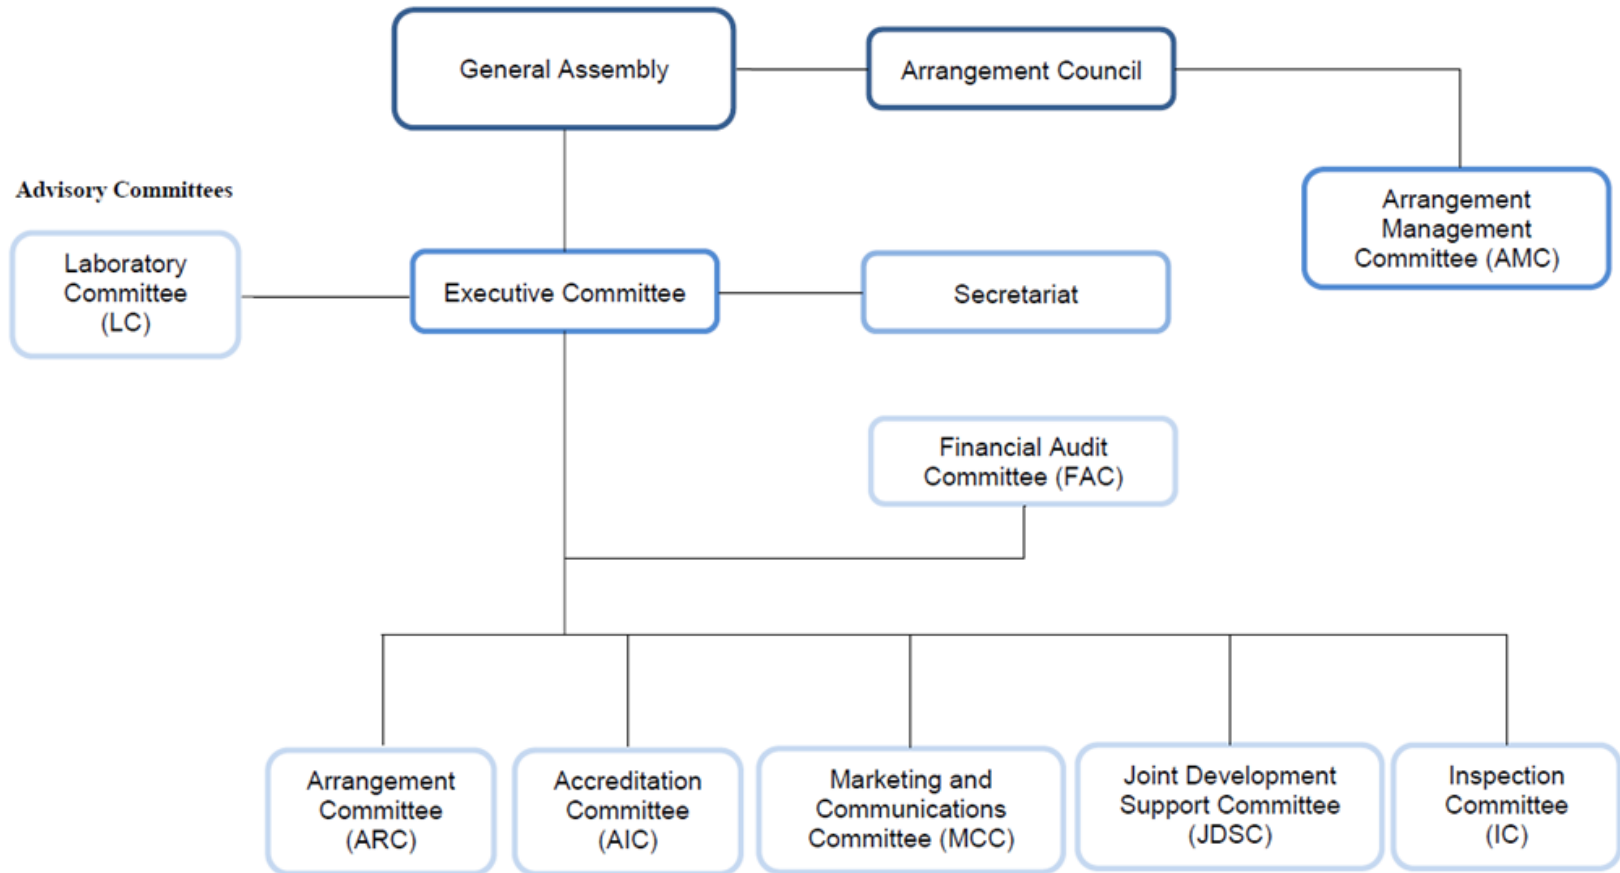 General Assembly
Arrangement Council
Advisory Committees
Arrangement
Management
Committee (AMC)
Laboratory
Committee
(LC)
Executive Committee
Secretariat
Financial Audit
Committee (FAC)
Arrangement
Committee
(ARC)
Accreditation
Committee
(AIC)
Marketing and
Communications
Committee (MCC)
Joint Development
Support Committee
(JDSC)
Inspection
Committee
(IC)